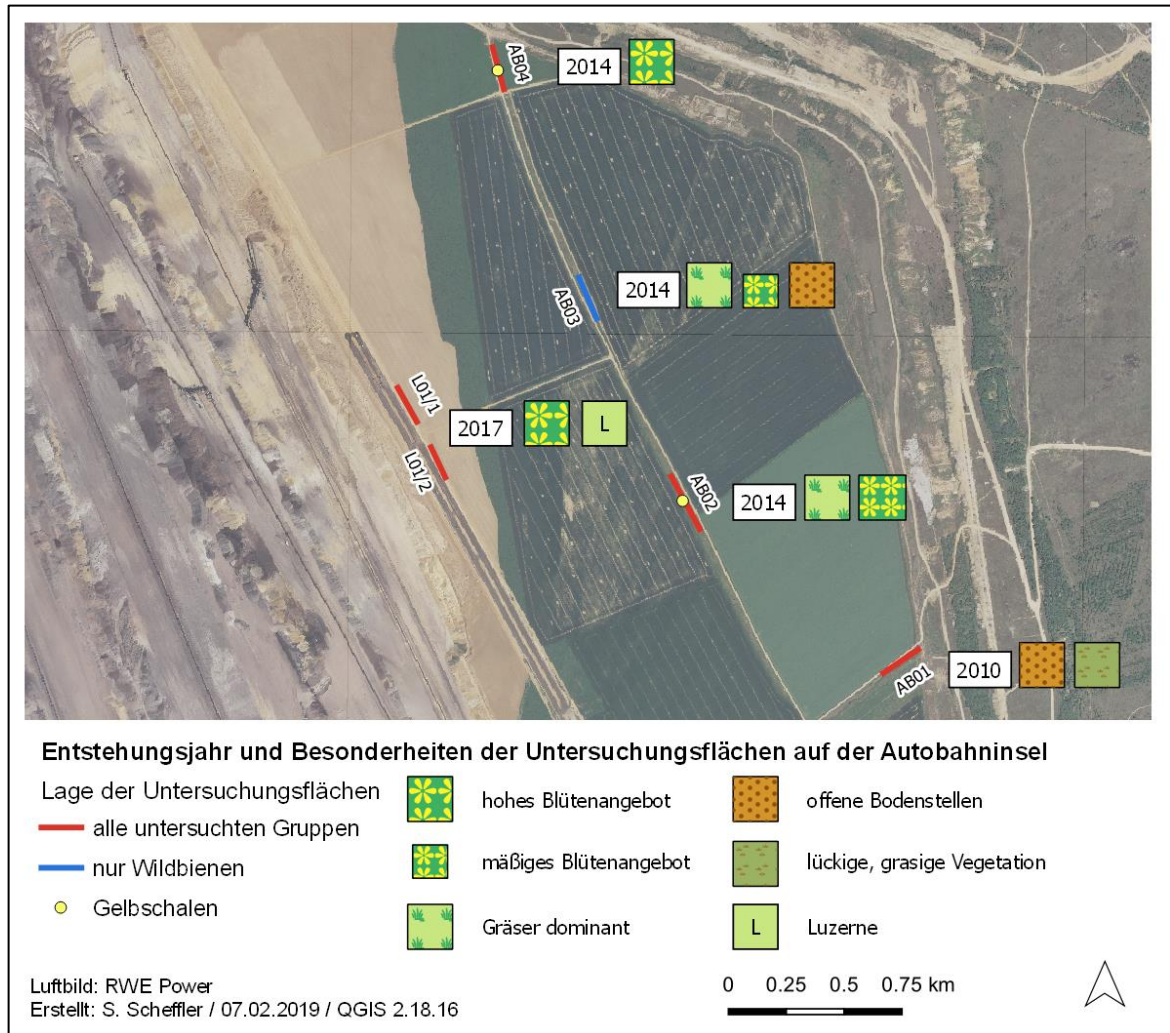 AB04
2014
AB03
2014
L01/1
L01/2
2017
L
AB02
2014
AB01
2010
Entstehungsjahr und Besonderheiten der Untersuchungsflächen auf der Autobahninsel
Lage der Untersuchungsflächen
alle untersuchten Gruppen
nur Wildbienen
Gelbschalen
hohes Blütenangebot
mäßiges Blütenangebot
Gräser dominant
offene Bodenstellen
lückige, grasige Vegetation
L
Luzerne
Luftbild: RWE Power
Erstellt: S. Scheffler / 07.02.2019 / QGIS 2.18.16
0 0.25 0.5 0.75 km